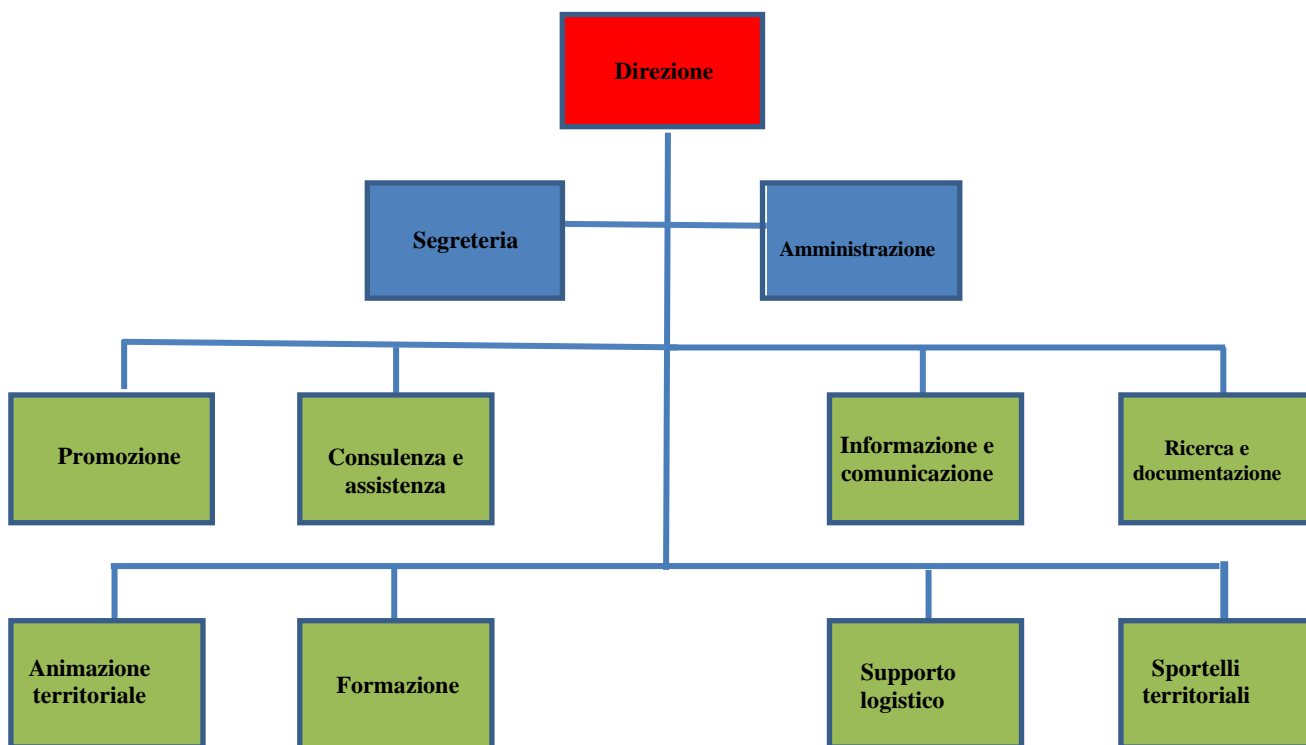 Direzione
Segreteria
Amministrazione
Promozione
Consulenza e
assistenza
Informazione e
comunicazione
Ricerca e
documentazione
Animazione
territoriale
Formazione
Supporto
logistico
Sportelli
territoriali